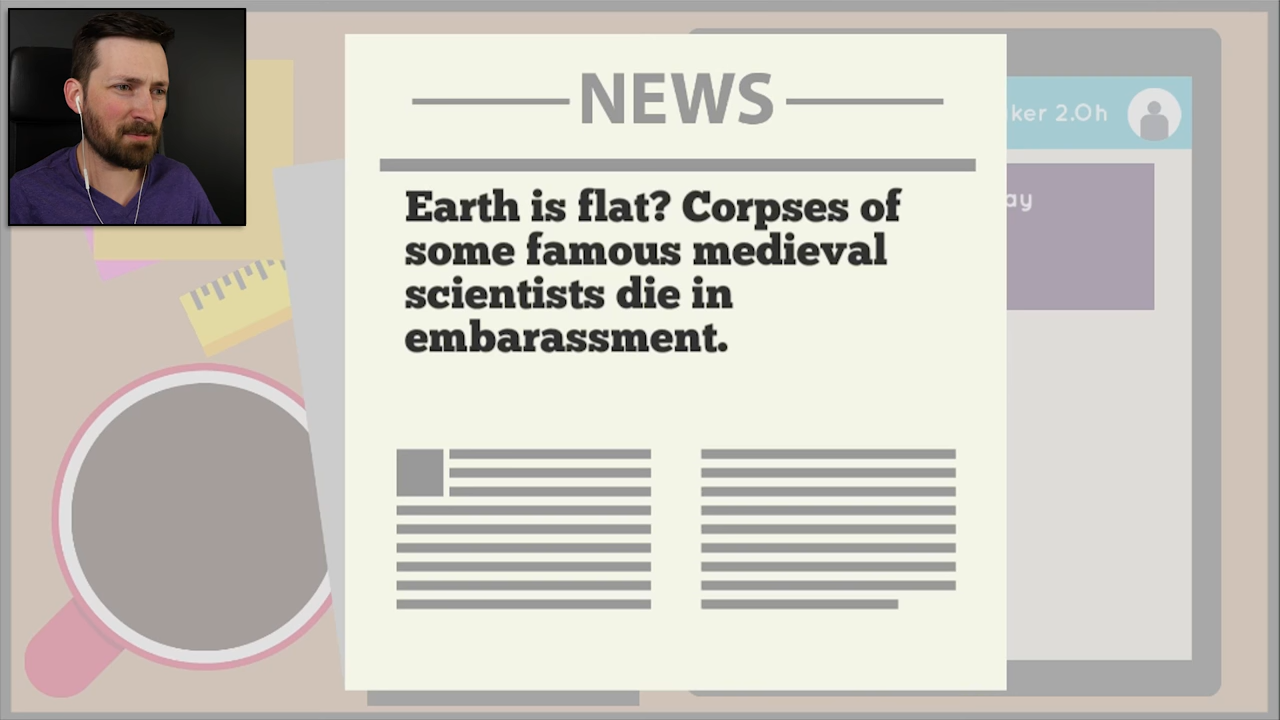 NEWS
ker 2.0h
ay
Earth is flat? Corpses of
some famous medieval
scientists die in
embarassment.